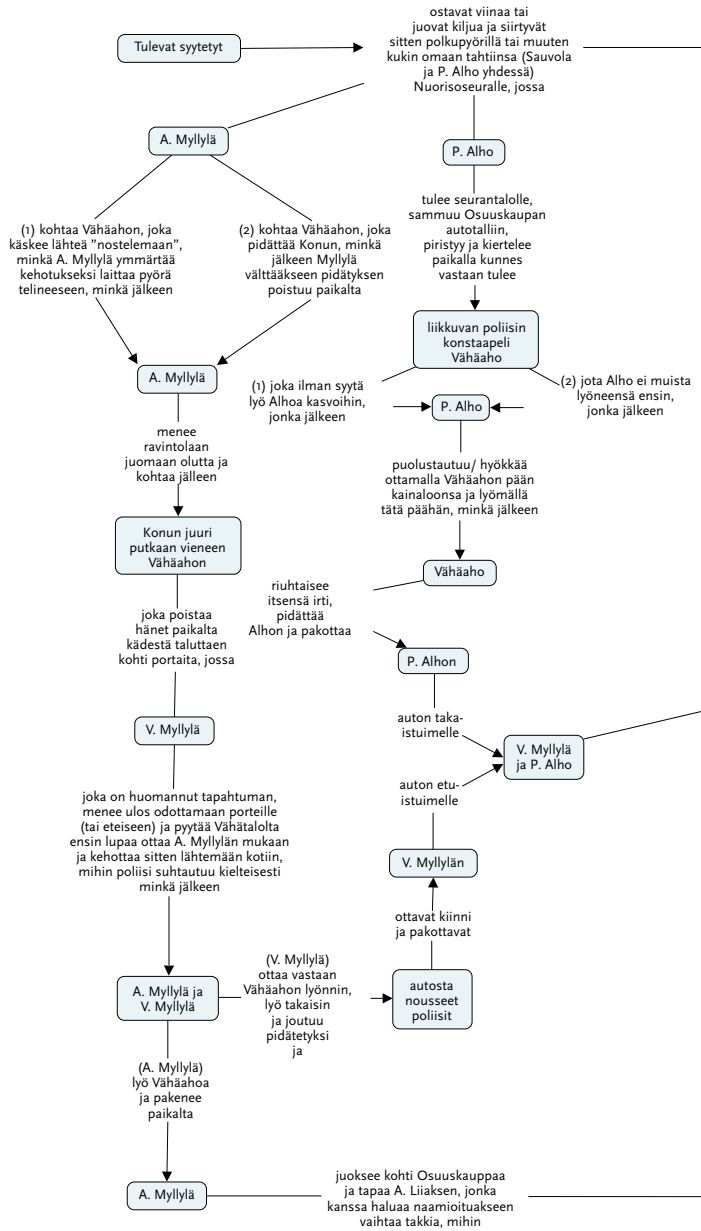 ostavat viinaa tai
juovat kiljua ja siirtyvät
sitten polkupyörillä tai muuten
kukin omaan tahtiinsa (Sauvola
ja P. Alho yhdessä)
Nuorisoseuralle, jossa
Tulevat syytetyt
A. Myllylä
P. Alho
(1) kohtaa Vähäahon, joka
käskee lähteä ”nostelemaan”,
minkä A. Myllylä ymmärtää
kehotukseksi laittaa pyörä
telineeseen, minkä jälkeen
(2) kohtaa Vähäahon, joka
pidättää Konun, minkä
jälkeen Myllylä
välttääkseen pidätyksen
poistuu paikalta
tulee seurantalolle,
sammuu Osuuskaupan
autotalliin,
piristyy ja kiertelee
paikalla kunnes
vastaan tulee
liikkuvan poliisin
konstaapeli
Vähäaho
A. Myllylä
(1) joka ilman syytä
lyö Alhoa kasvoihin,
jonka jälkeen
(2) jota Alho ei muista
lyöneensä ensin,
jonka jälkeen
P. Alho
menee
ravintolaan
juomaan olutta ja
kohtaa jälleen
puolustautuu/ hyökkää
ottamalla Vähäahon pään
kainaloonsa ja lyömällä
tätä päähän, minkä jälkeen
Konun juuri
putkaan vieneen
Vähäahon
Vähäaho
riuhtaisee
itsensä irti,
pidättää
Alhon ja pakottaa
joka poistaa
hänet paikalta
kädestä taluttaen
kohti portaita, jossa
P. Alhon
V. Myllylä
auton taka-
istuimelle
V. Myllylä
ja P. Alho
auton etu-
istuimelle
joka on huomannut tapahtuman,
menee ulos odottamaan porteille
(tai eteiseen) ja pyytää Vähätalolta
ensin lupaa ottaa A. Myllylän mukaan
ja kehottaa sitten lähtemään kotiin,
mihin poliisi suhtautuu kielteisesti
minkä jälkeen
V. Myllylän
ottavat kiinni
ja pakottavat
A. Myllylä ja
V. Myllylä
(V. Myllylä)
ottaa vastaan
Vähäahon lyönnin,
lyö takaisin
ja joutuu
pidätetyksi
ja
autosta
nousseet
poliisit
(A. Myllylä)
lyö Vähäahoa
ja pakenee
paikalta
A. Myllylä
juoksee kohti Osuuskauppaa
ja tapaa A. Liiaksen, jonka
kanssa haluaa naamioituakseen
vaihtaa takkia, mihin